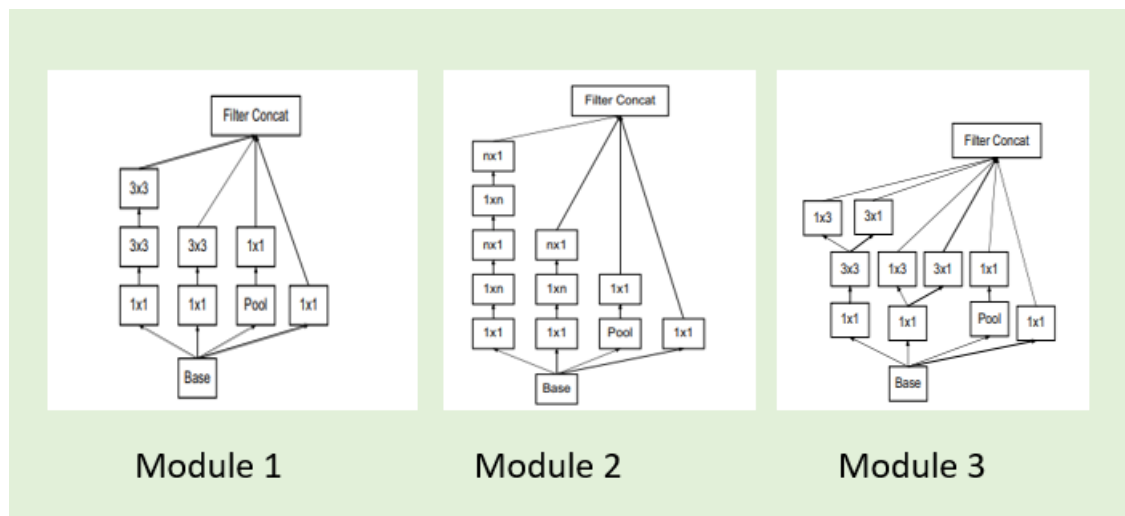 Filter Concat
3x3
3x3
3x3
1x1
1x1
1x1
Pool
1x1
Base
Module 1
Filter Concat
nx1
1xn
nx1
nx1
1xn
1xn
1x1
1x1
1x1
Pool
1x1
Base
Module 2
Filter Concat
1x3
3x1
3x3
1x3
3x1
1x1
1x1
1x1
Pool
1x1
Base
Module 3